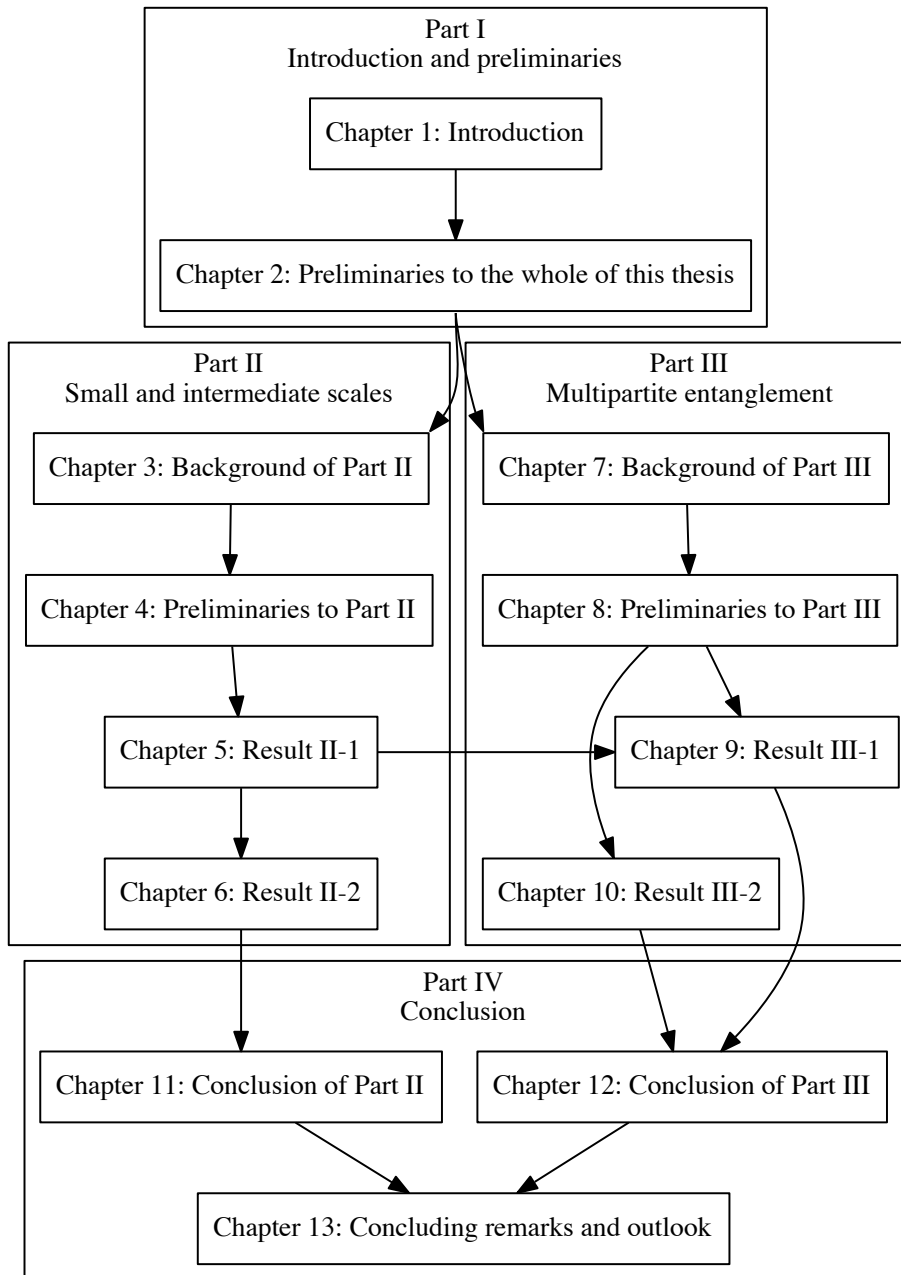 Part I
Introduction and preliminaries
Chapter 1: Introduction
Chapter 2: Preliminaries to the whole of this thesis
Part II
Small and intermediate scales
Chapter 3: Background of Part II
Chapter 4: Preliminaries to Part II
Chapter 5: Result II-1
Chapter 6: Result II-2
Part III
Multipartite entanglement
Chapter 7: Background of Part III
Chapter 8: Preliminaries to Part III
Chapter 9: Result III-1
Chapter 10: Result III-2
Part IV
Conclusion
Chapter 11: Conclusion of Part II
Chapter 12: Conclusion of Part III
Chapter 13: Concluding remarks and outlook